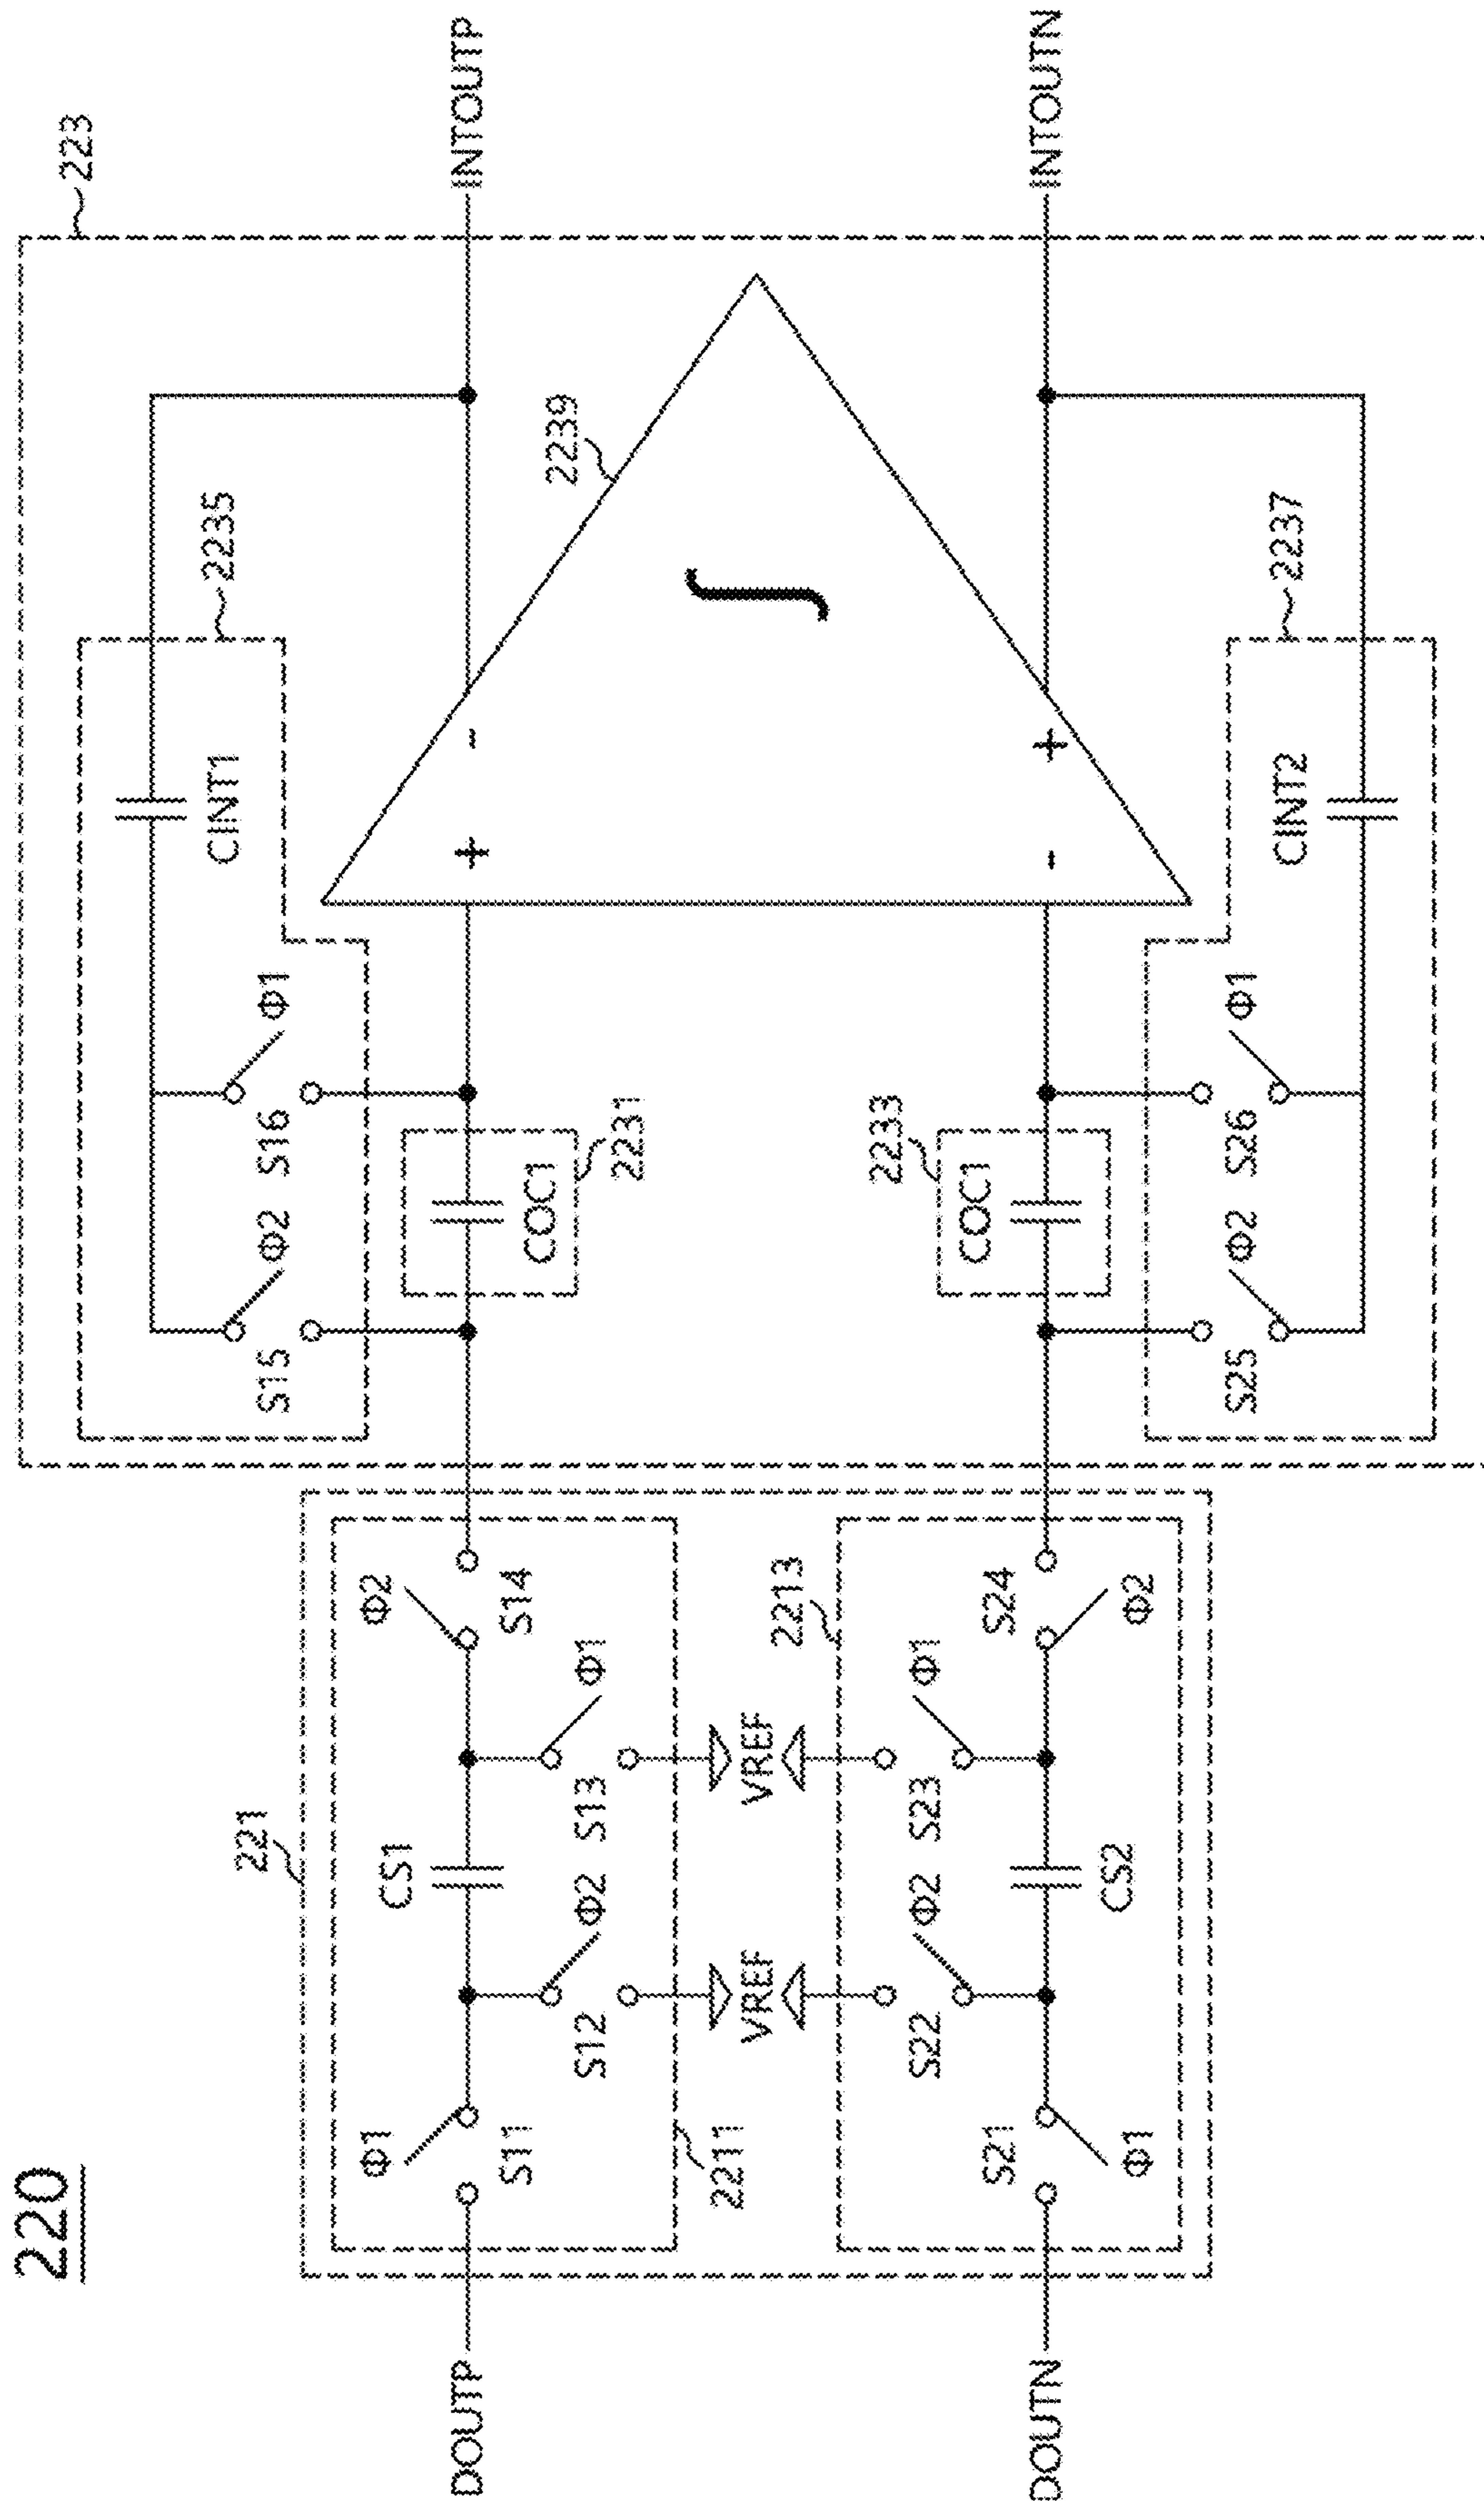 220
223
2235
CINT1
S15
Φ2
S16
Φ1
2239
INTOUTP
+
-
∫
COC1
2231
221
DOUTP
Φ1
S11
CS1
Φ2
S14
S12
Φ2
S13
Φ1
2211
VREF
VREF
2213
S22
Φ2
S23
Φ1
DOUTN
S21
Φ1
CS2
S24
Φ2
2233
COC1
-
+
INTOUTN
S25
Φ2
S26
Φ1
CINT2
2237